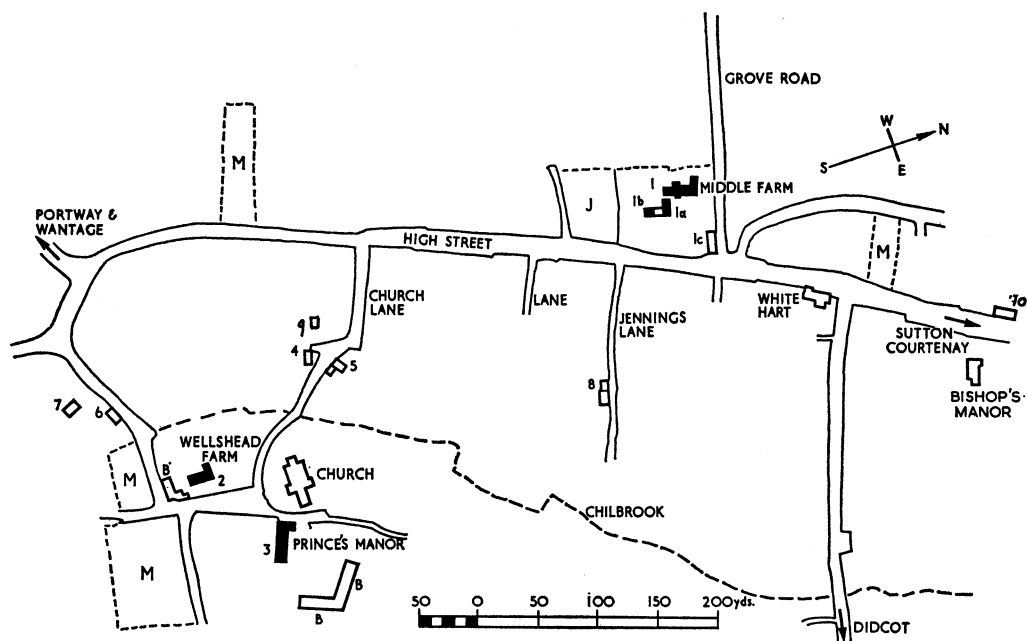 GROVE ROAD
W
N
S
E
M
PORTWAY &
WANTAGE
1
MIDDLE FARM
J
1b
1a
1c
HIGH STREET
M
CHURCH
LANE
LANE
JENNINGS
LANE
WHITE
HART
'10
SUTTON
COURTENAY
BISHOP'S
MANOR
9
4
5
8
7
6
WELLSHEAD
FARM
B
2
M
CHURCH
CHILBROOK
3
PRINCE'S MANOR
M
B
B
50 0 50 100 150 200yds.
DIDCOT